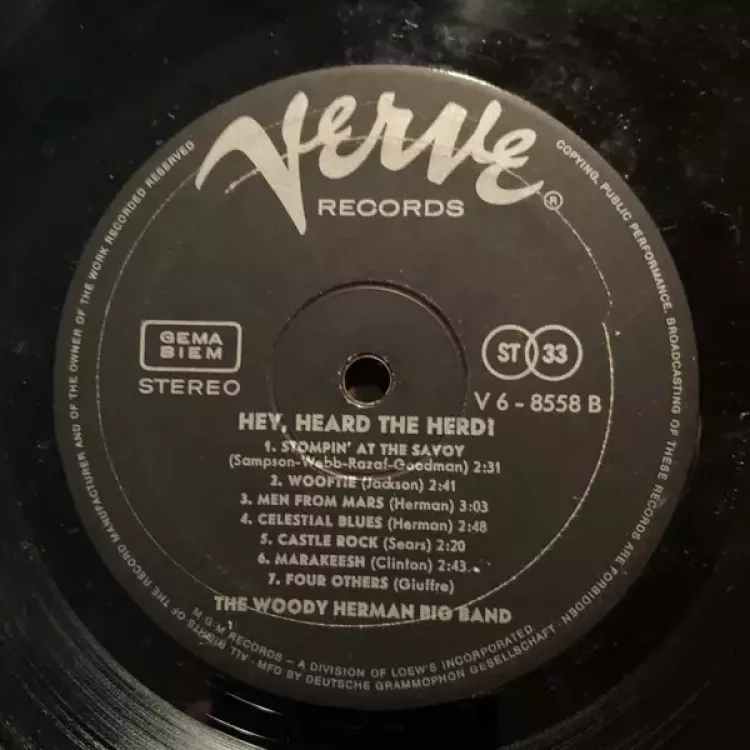 Verve
RECORDS
®
GEMA
BIEM
STEREO
ST 33
V 6 - 8558 B
HEY, HEARD THE HERD!
1. STOMPIN' AT THE SAVOY
(Sampson-Webb-Razaf-Goodman) 2:31
2. WOOFTIE (Jackson) 2:41
3. MEN FROM MARS (Herman) 3:03
4. CELESTIAL BLUES (Herman) 2:48
5. CASTLE ROCK (Sears) 2:20
6. MARAKEESH (Clinton) 2:43
7. FOUR OTHERS (Giuffre)
THE WOODY HERMAN BIG BAND
M-G-M RECORDS – A DIVISION OF LOEW'S INCORPORATED
ALL RIGHTS OF THE RECORD MANUFACTURER AND OF THE OWNER OF THE WORK RECORDED RESERVED
COPYING, PUBLIC PERFORMANCE, BROADCASTING OF THESE RECORDS ARE FORBIDDEN
MFD BY DEUTSCHE GRAMMOPHON GESELLSCHAFT